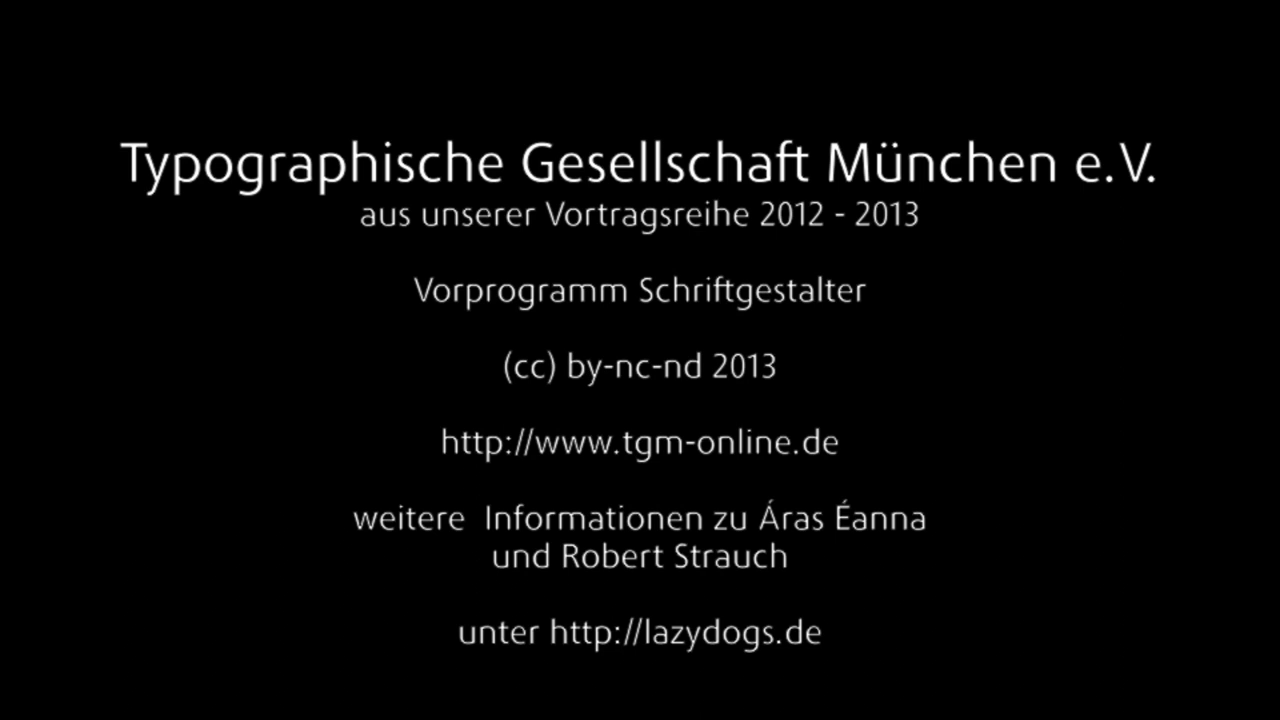 Typographische Gesellschaft München e.V.
aus unserer Vortragsreihe 2012 - 2013
Vorprogramm Schriftgestalter
(cc) by-nc-nd 2013
http://www.tgm-online.de
weitere  Informationen zu Áras Éanna
und Robert Strauch
unter http://lazydogs.de